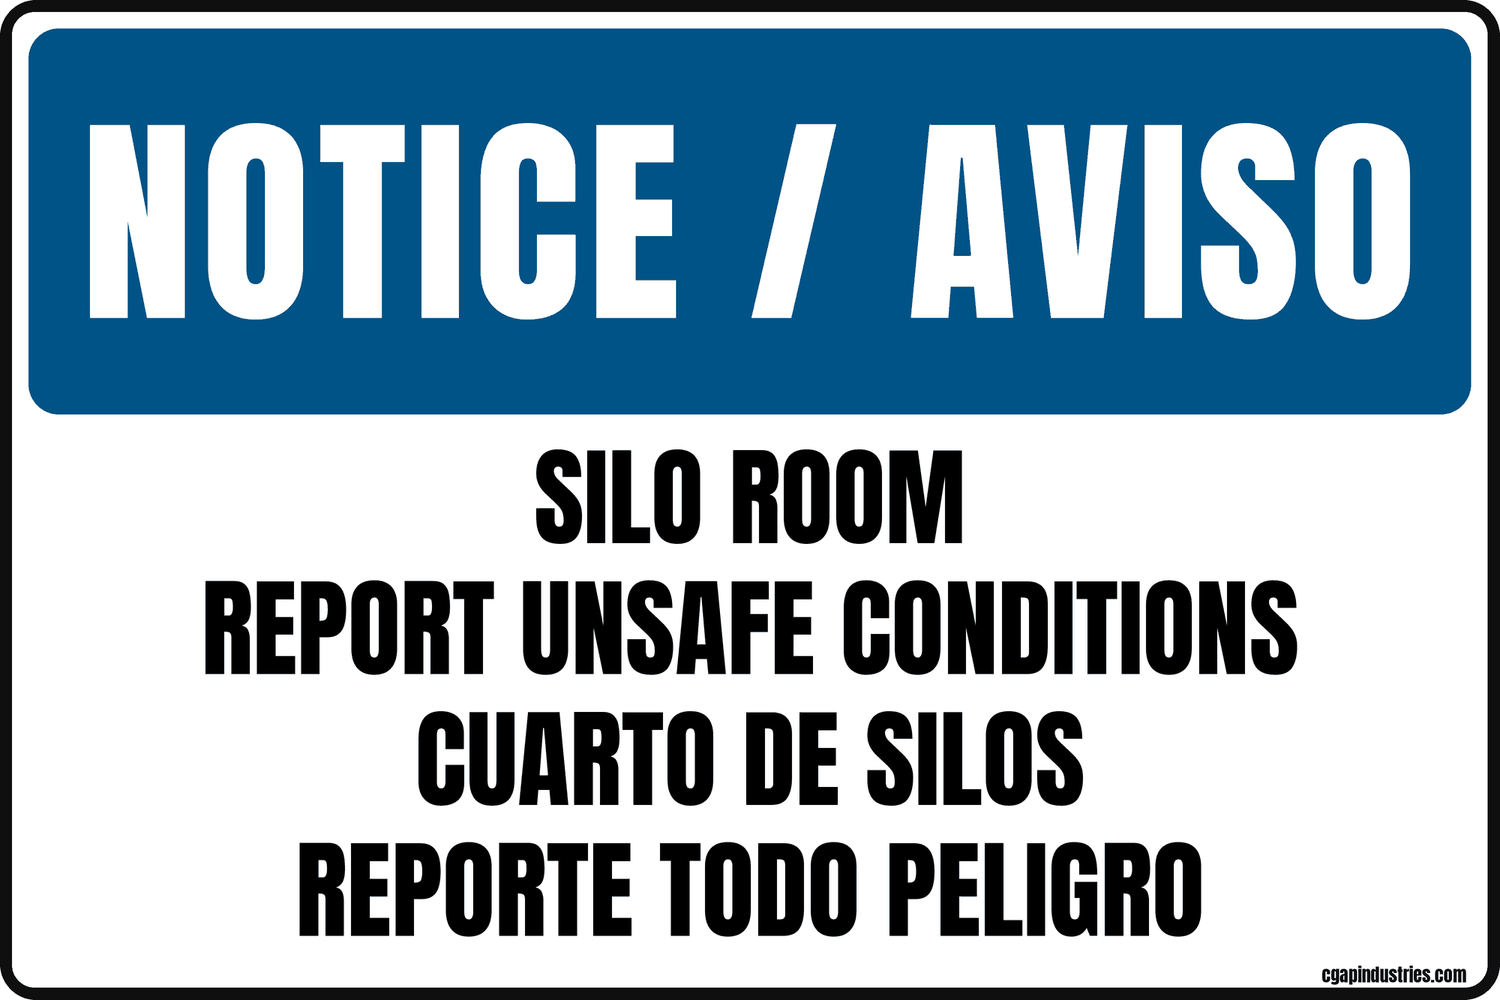 NOTICE / AVISO
SILO ROOM
REPORT UNSAFE CONDITIONS
CUARTO DE SILOS
REPORTE TODO PELIGRO
cgapindustries.com